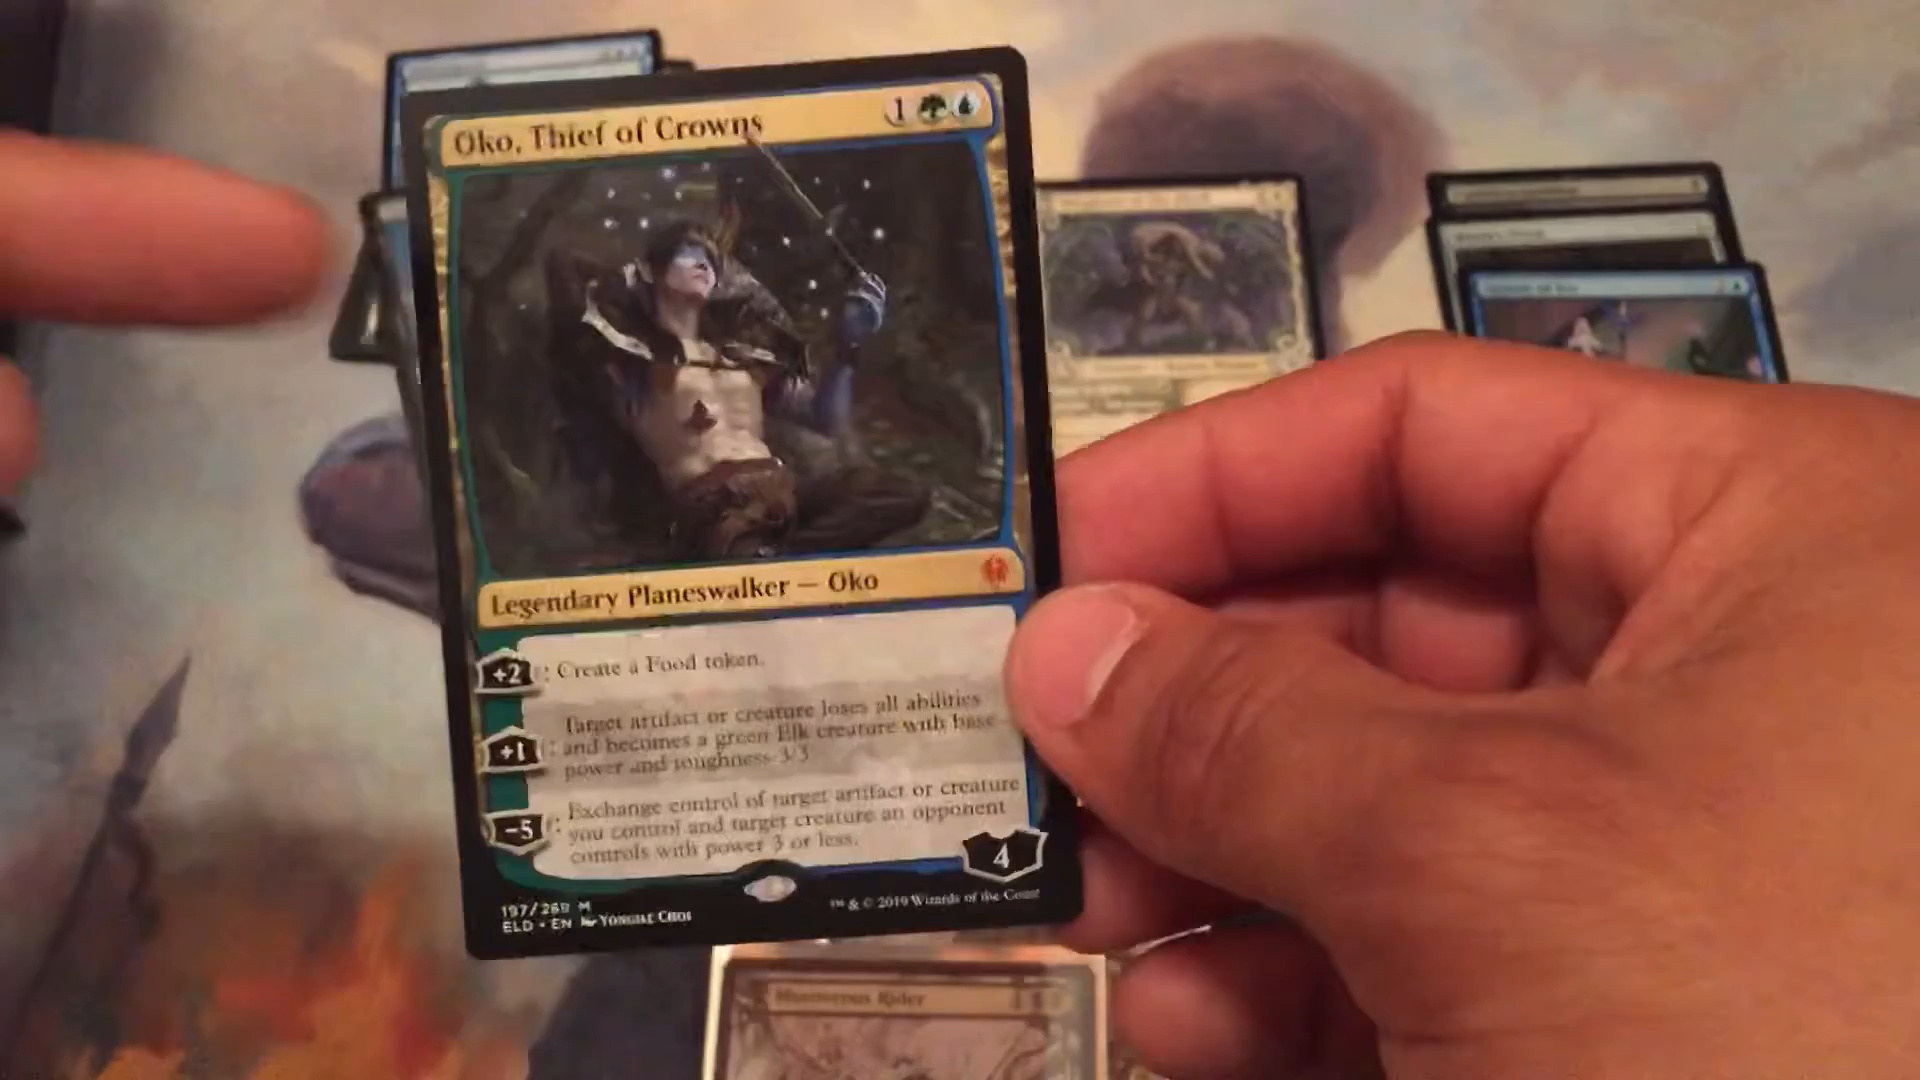 Oko, Thief of Crowns
1
Legendary Planeswalker — Oko
+2 : Create a Food token.
Target artifact or creature loses all abilities
+1 : and becomes a green Elk creature with base
power and toughness 3/3
Exchange control of target artifact or creature
−5 : you control and target creature an opponent
controls with power 3 or less.
4
197/269 M
ELD • EN Yongjae Choi
™ & © 2019 Wizards of the Coast
Murderous Rider